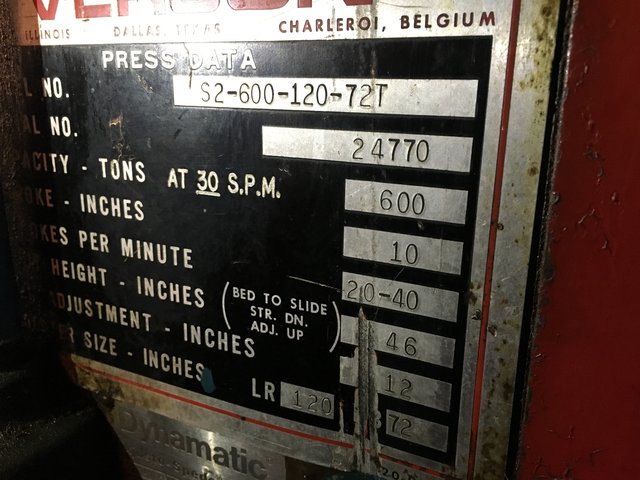 VERSON
ILLINOIS DALLAS, TEXAS CHARLEROI, BELGIUM
PRESS DATA
L NO. S2-600-120-72T
AL NO. 24770
ACITY - TONS AT 30 S.P.M. 600
OKE - INCHES 10
KES PER MINUTE 20-40
HEIGHT - INCHES (BED TO SLIDE STR. DN. ADJ. UP) 46
DJUSTMENT - INCHES 12
R SIZE - INCHES LR 120 72
Dynamatic